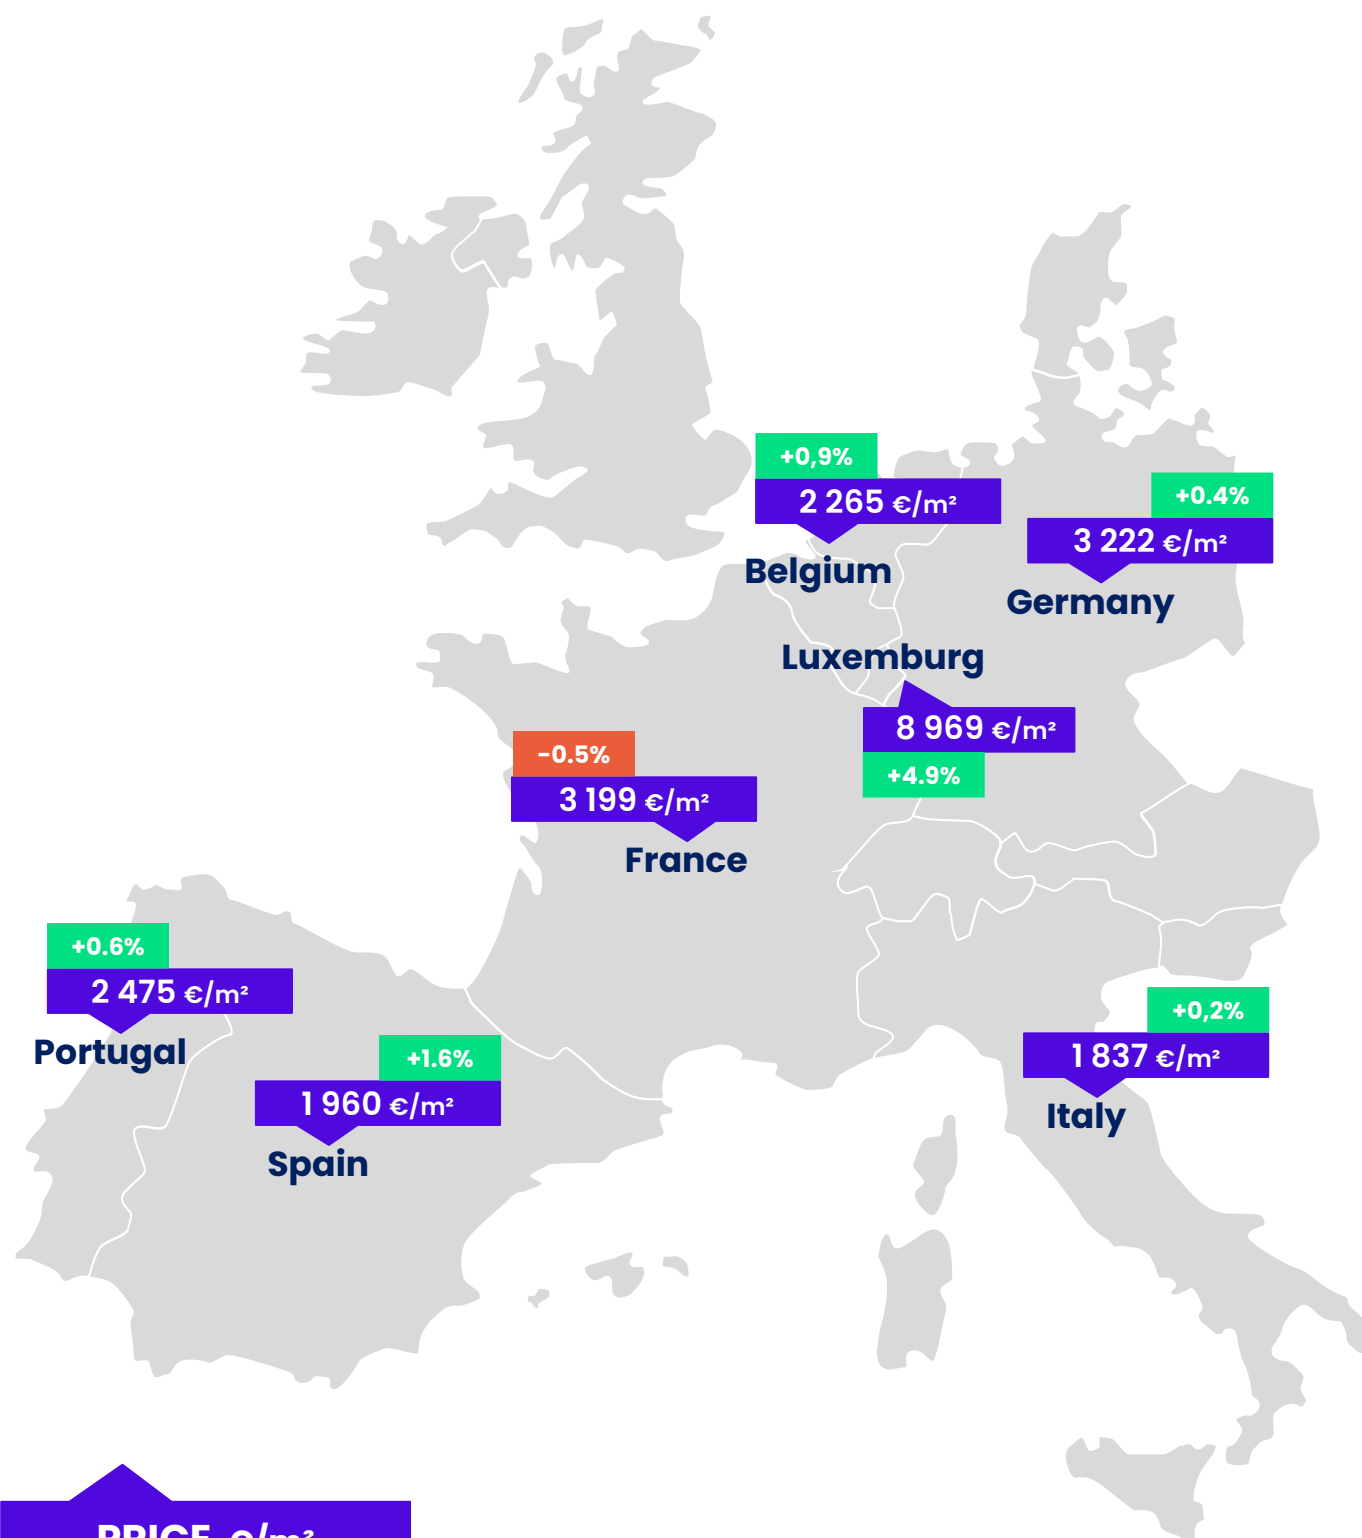 +0,9%
2 265 €/m²
Belgium
+0.4%
3 222 €/m²
Germany
Luxemburg
8 969 €/m²
+4.9%
-0.5%
3 199 €/m²
France
+0.6%
2 475 €/m²
Portugal
+1.6%
1 960 €/m²
Spain
+0,2%
1 837 €/m²
Italy
PRICE